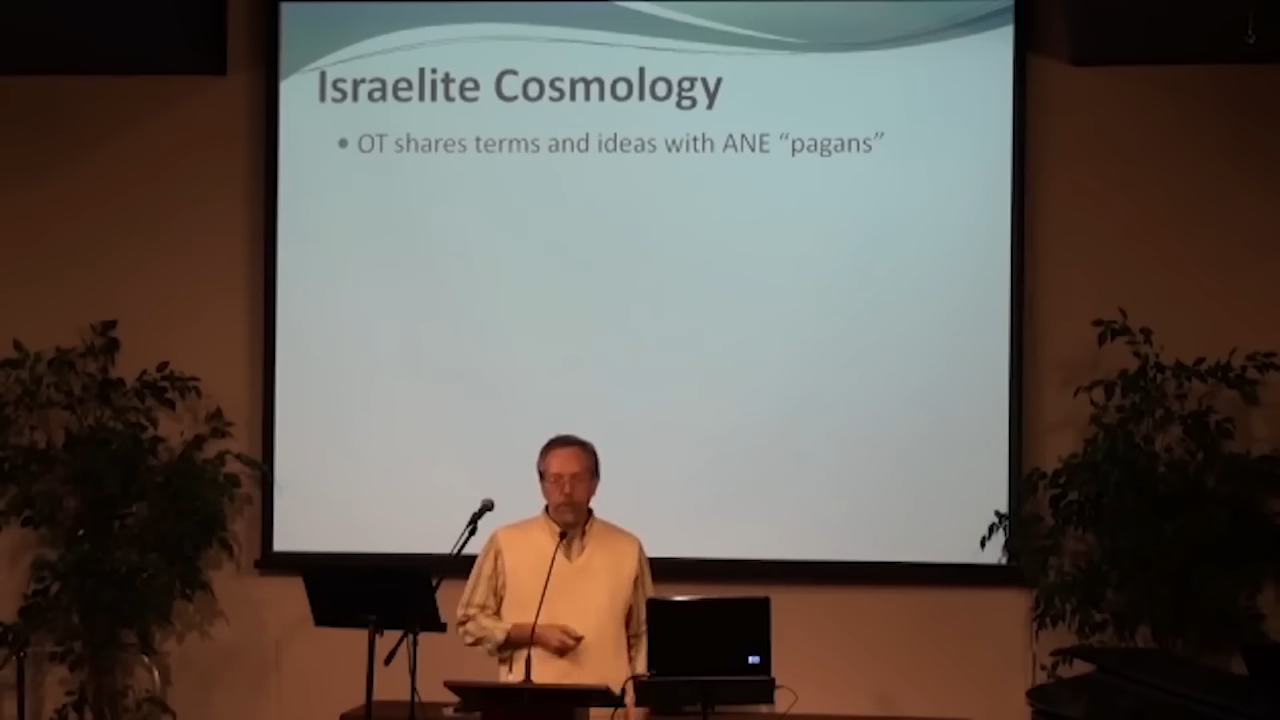 Israelite Cosmology
• OT shares terms and ideas with ANE “pagans”